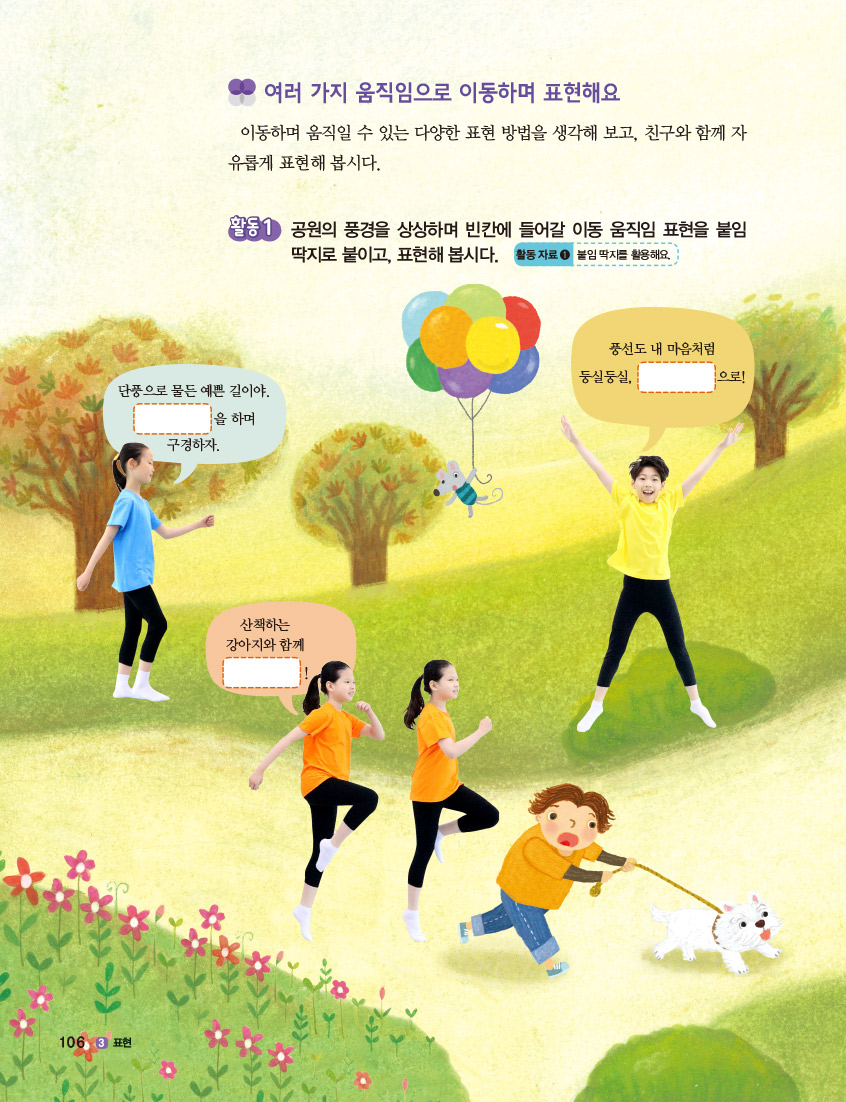 여러 가지 움직임으로 이동하며 표현해요
이동하며 움직일 수 있는 다양한 표현 방법을 생각해 보고, 친구와 함께 자
유롭게 표현해 봅시다.
활동 1 공원의 풍경을 상상하며 빈칸에 들어갈 이동 움직임 표현을 붙임
딱지로 붙이고, 표현해 봅시다. 활동 자료 ❶ 붙임 딱지를 활용해요.
풍선도 내 마음처럼
둥실둥실, 으로!
단풍으로 물든 예쁜 길이야.
을 하며
구경하자.
산책하는
강아지와 함께
!
106 3 표현